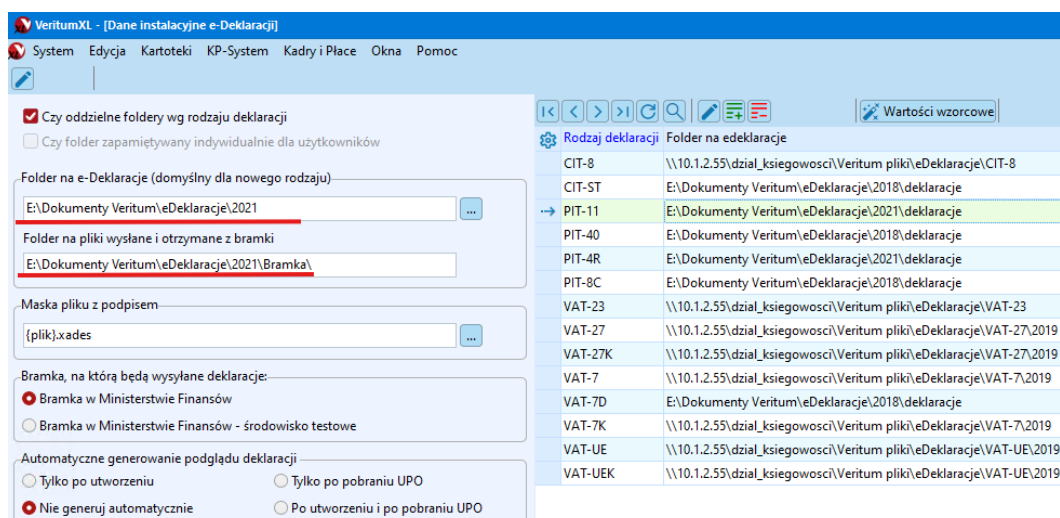 VeritumXL - [Dane instalacyjne e-Deklaracji]
System Edycja Kartoteki KP-System Kadry i Płace Okna Pomoc
Czy oddzielne foldery wg rodzaju deklaracji
Czy folder zapamiętywany indywidualnie dla użytkowników
Folder na e-Deklaracje (domyślny dla nowego rodzaju)
E:\Dokumenty Veritum\eDeklaracje\2021
...
Folder na pliki wysłane i otrzymane z bramki
E:\Dokumenty Veritum\eDeklaracje\2021\Bramka\
Maska pliku z podpisem
{plik}.xades
...
Bramka, na którą będą wysyłane deklaracje:
Bramka w Ministerstwie Finansów
Bramka w Ministerstwie Finansów - środowisko testowe
Automatyczne generowanie podglądu deklaracji
Tylko po utworzeniu Tylko po pobraniu UPO
Nie generuj automatycznie Po utworzeniu i po pobraniu UPO
Wartości wzorcowe
Rodzaj deklaracji Folder na edeklaracje
CIT-8 \\10.1.2.55\dzial_ksiegowosci\Veritum pliki\eDeklaracje\CIT-8
CIT-ST E:\Dokumenty Veritum\eDeklaracje\2018\deklaracje
PIT-11 E:\Dokumenty Veritum\eDeklaracje\2021\deklaracje
PIT-40 E:\Dokumenty Veritum\eDeklaracje\2018\deklaracje
PIT-4R E:\Dokumenty Veritum\eDeklaracje\2021\deklaracje
PIT-8C E:\Dokumenty Veritum\eDeklaracje\2018\deklaracje
VAT-23 \\10.1.2.55\dzial_ksiegowosci\Veritum pliki\eDeklaracje\VAT-23
VAT-27 \\10.1.2.55\dzial_ksiegowosci\Veritum pliki\eDeklaracje\VAT-27\2019
VAT-27K \\10.1.2.55\dzial_ksiegowosci\Veritum pliki\eDeklaracje\VAT-27\2019
VAT-7 \\10.1.2.55\dzial_ksiegowosci\Veritum pliki\eDeklaracje\VAT-7\2019
VAT-7D E:\Dokumenty Veritum\eDeklaracje\2018\deklaracje
VAT-7K \\10.1.2.55\dzial_ksiegowosci\Veritum pliki\eDeklaracje\VAT-7\2019
VAT-UE \\10.1.2.55\dzial_ksiegowosci\Veritum pliki\eDeklaracje\VAT-UE\2019
VAT-UEK \\10.1.2.55\dzial_ksiegowosci\Veritum pliki\eDeklaracje\VAT-UE\2019